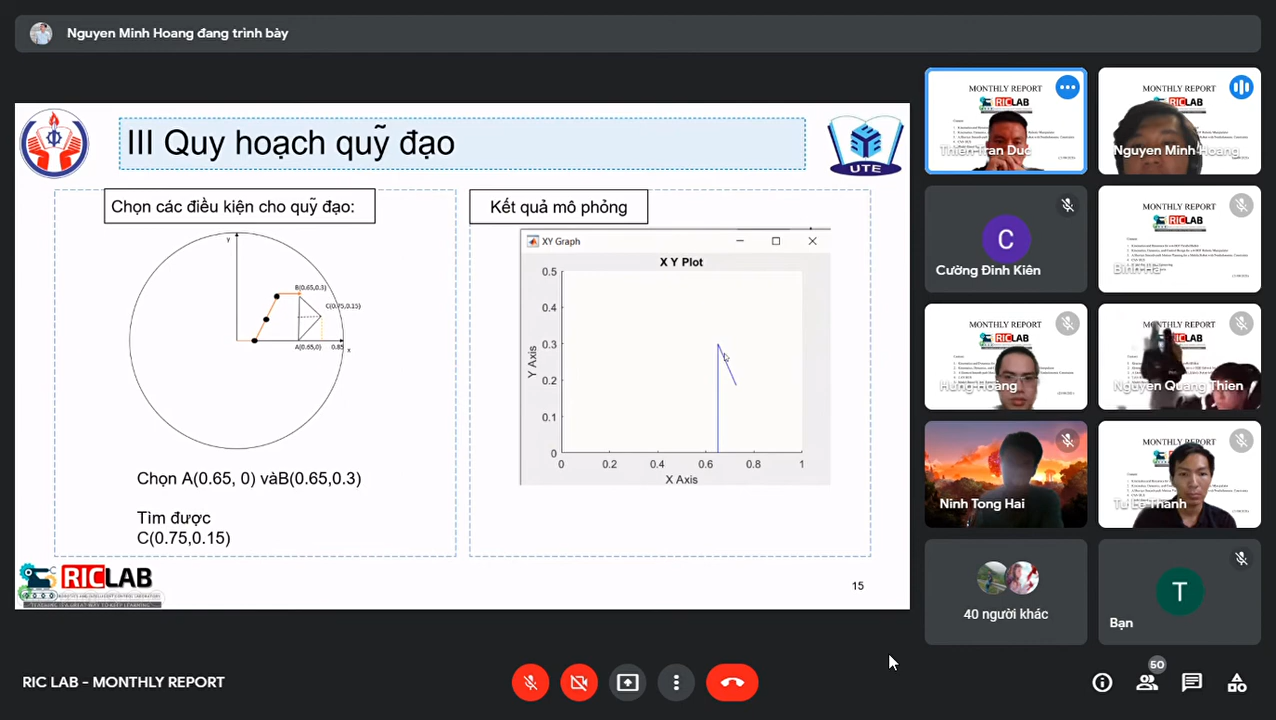 Nguyen Minh Hoang đang trình bày
III Quy hoạch quỹ đạo
UTE
Chọn các điều kiện cho quỹ đạo:
y
B(0.65,0.3)
C(0.75,0.15)
A(0.65,0)
0.85
x
Chọn A(0.65, 0) vàB(0.65,0.3)
Tìm được
C(0.75,0.15)
Kết quả mô phỏng
XY Graph
X Y Plot
0.5
0.4
0.3
0.2
0.1
0
Y Axis
0
0.2
0.4
0.6
0.8
1
X Axis
RICLAB
15
MONTHLY REPORT
RICLAB
Thien Tran Duc
MONTHLY REPORT
RICLAB
Nguyen Minh Hoang
C
Cường Đinh Kiên
MONTHLY REPORT
RICLAB
Binh Ha
MONTHLY REPORT
RICLAB
Hưng Hoàng
MONTHLY REPORT
RICLAB
Nguyen Quang Thien
Ninh Tong Hai
MONTHLY REPORT
RICLAB
Tu Le Thanh
40 người khác
T
Bạn
RIC LAB - MONTHLY REPORT
50